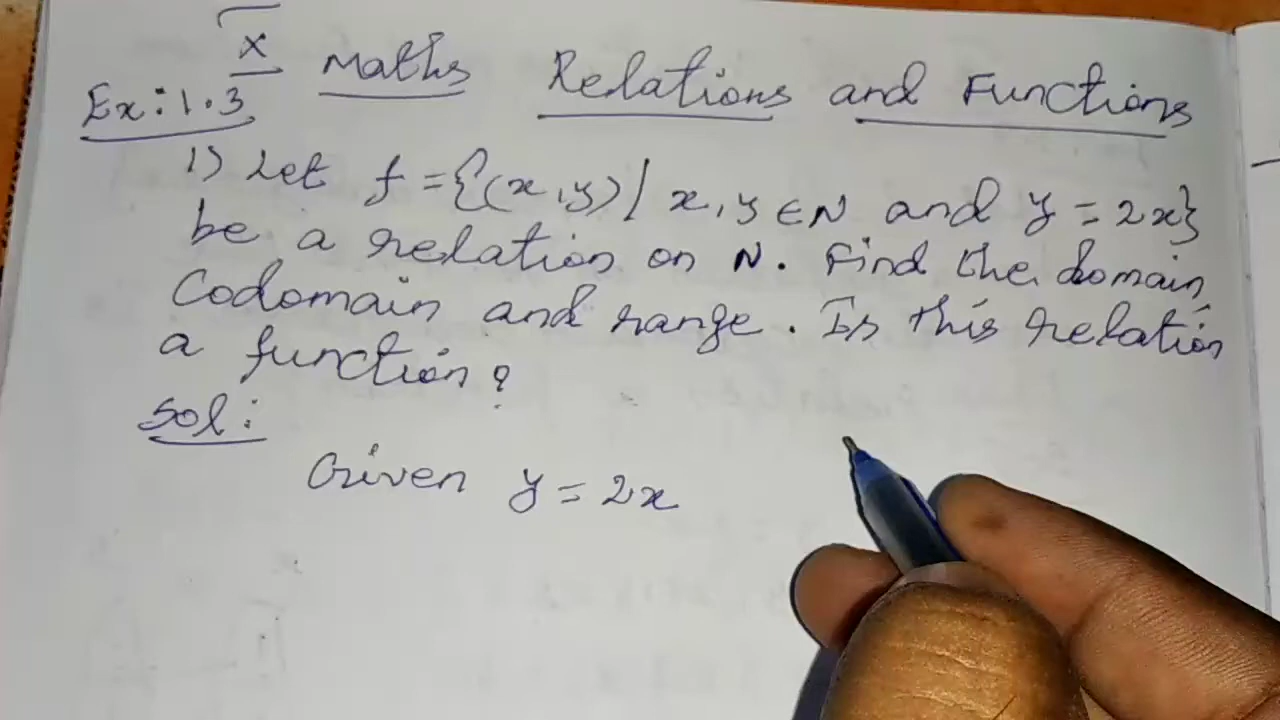 X Maths Relations and Functions
Ex: 1.3
1) Let f = {(x, y) / x, y ∈ N and y = 2x}
be a relation on N. Find the domain,
Codomain and range. Is this relation
a function?
Sol:
Given y = 2x